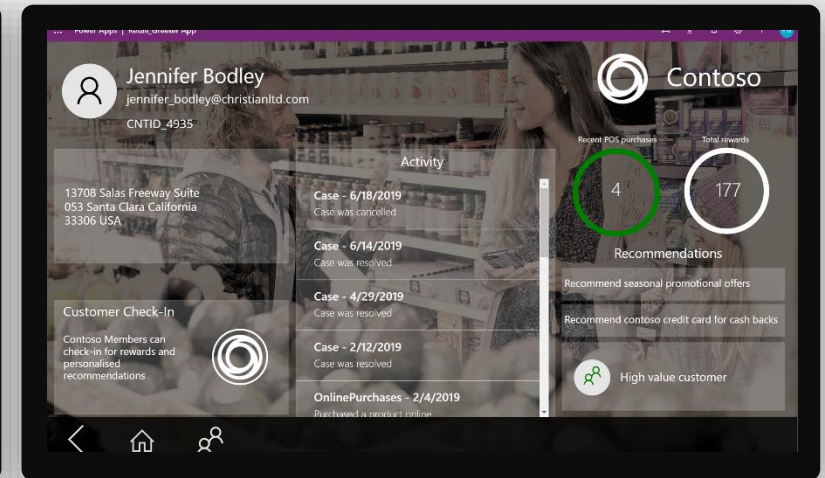 Power Apps | Retail_Greeter App
Jennifer Bodley
jennifer_bodley@christianltd.com
CNTID_4935
13708 Salas Freeway Suite
053 Santa Clara California
33306 USA
Customer Check-In
Contoso Members can
check-in for rewards and
personalised
recommendations
Activity
Case - 6/18/2019
Case was cancelled
Case - 6/14/2019
Case was resolved
Case - 4/29/2019
Case was resolved
Case - 2/12/2019
Case was resolved
OnlinePurchases - 2/4/2019
Purchased a product online
Contoso
Recent POS purchases
Total rewards
4
177
Recommendations
Recommend seasonal promotional offers
Recommend contoso credit card for cash backs
High value customer